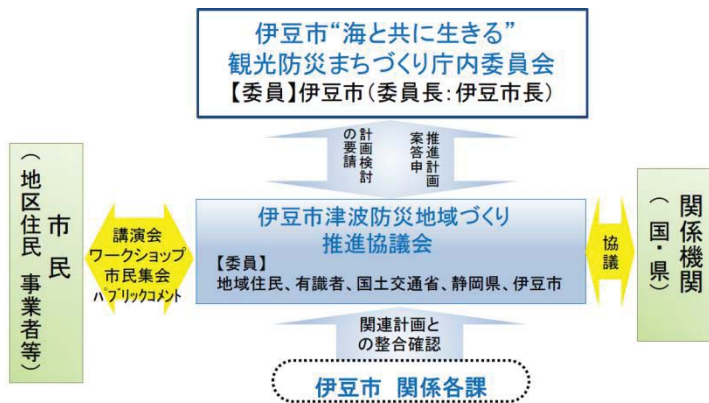 伊豆市“海と共に生きる”
観光防災まちづくり庁内委員会
【委員】伊豆市(委員長:伊豆市長)
計画検討
の要請
推進計画
案答申
市民
(地区住民 事業者等)
講演会
ワークショップ
市民集会
パブリックコメント
伊豆市津波防災地域づくり
推進協議会
【委員】
地域住民、有識者、国土交通省、静岡県、伊豆市
協議
関係機関
(国・県)
関連計画と
の整合確認
伊豆市 関係各課